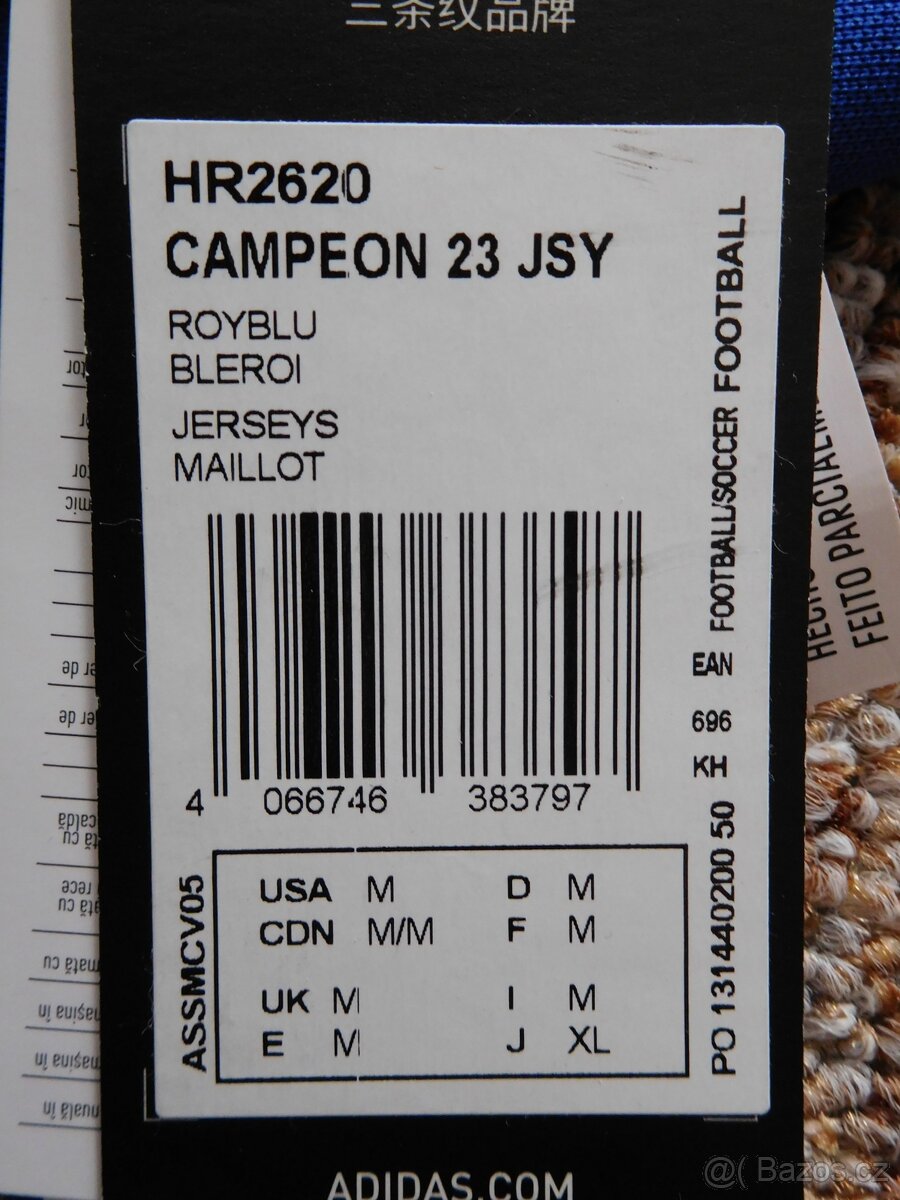 三条纹品牌
HR2620
CAMPEON 23 JSY
ROYBLU
BLEROI
JERSEYS
MAILLOT
4 066746 383797
USA M D M
CDN M/M F M
UK M I M
E M J XL
ASSMCV05
PO 131440200 50 KH 696 EAN FOOTBALL/SOCCER FOOTBALL
ADIDAS.COM
FEITO PARCIALM
@( Bazos.cz